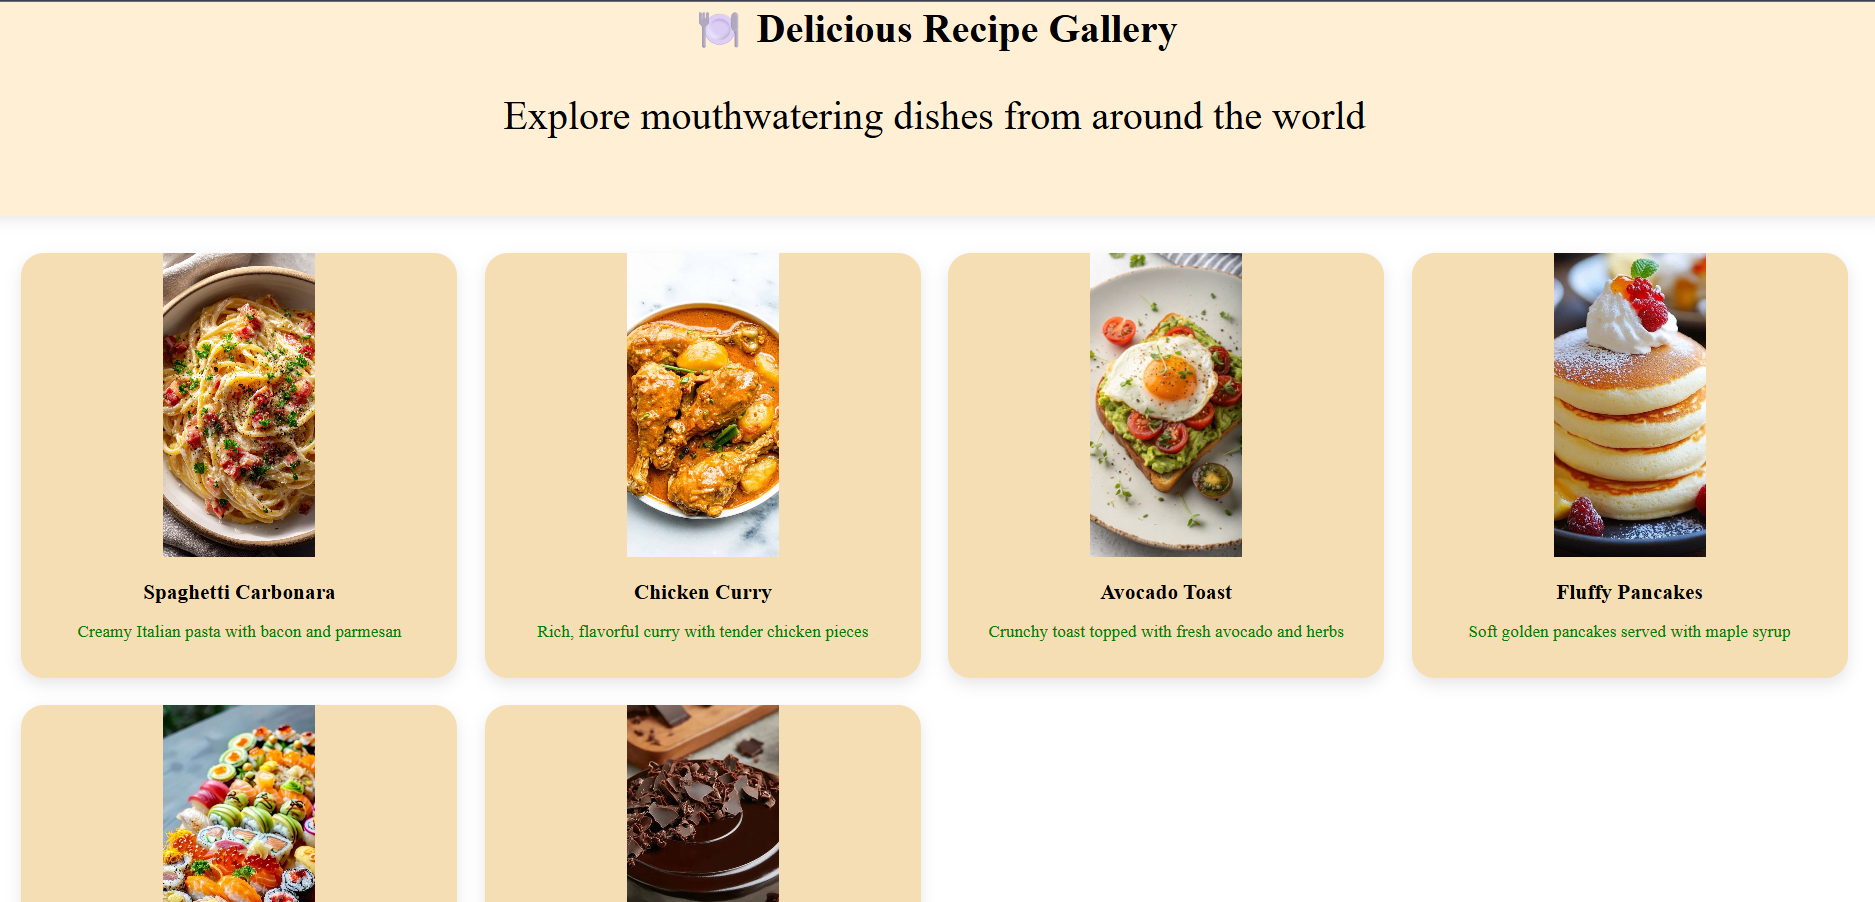 🍽️ Delicious Recipe Gallery
Explore mouthwatering dishes from around the world
Spaghetti Carbonara
Creamy Italian pasta with bacon and parmesan
Chicken Curry
Rich, flavorful curry with tender chicken pieces
Avocado Toast
Crunchy toast topped with fresh avocado and herbs
Fluffy Pancakes
Soft golden pancakes served with maple syrup